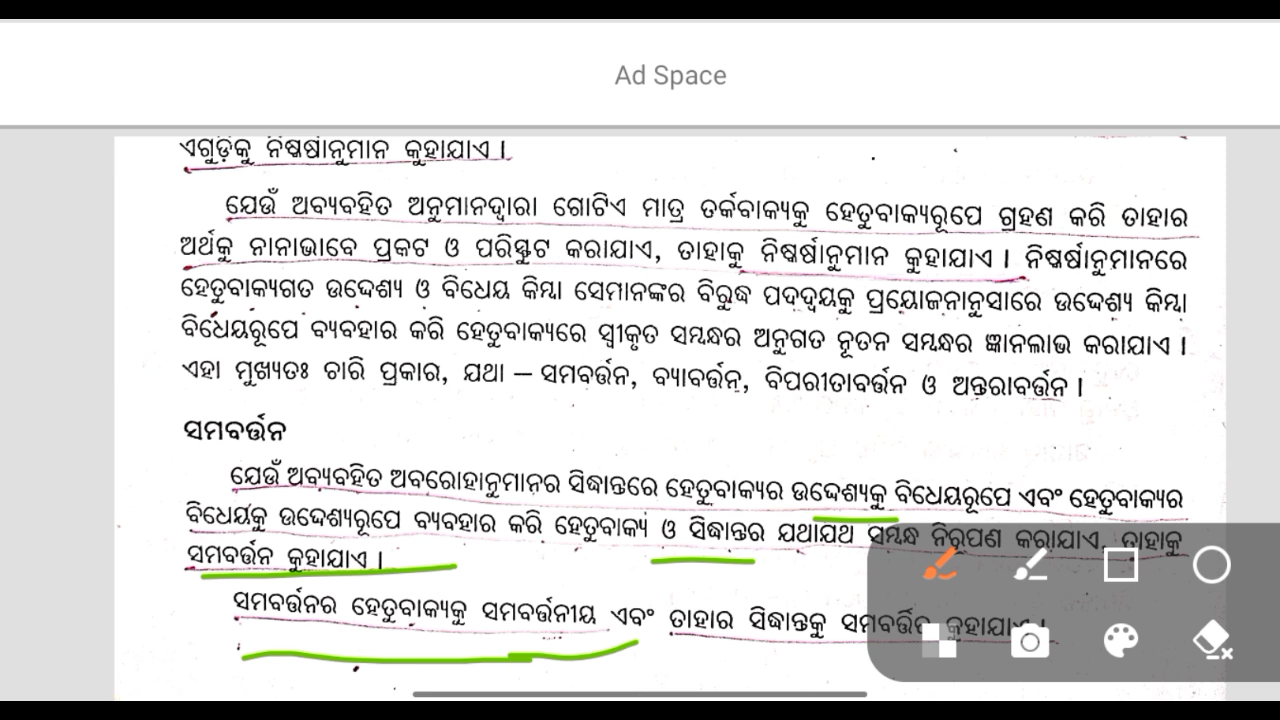 Ad Space
ଏଗୁଡ଼ିକୁ ନିଷ୍କର୍ଷାନୁମାନ କୁହାଯାଏ ।
ଯେଉଁ ଅବ୍ୟବହିତ ଅନୁମାନଦ୍ୱାରା ଗୋଟିଏ ମାତ୍ର ତର୍କବାକ୍ୟକୁ ହେତୁବାକ୍ୟରୂପେ ଗ୍ରହଣ କରି ତାହାର
ଅର୍ଥକୁ ନାନାଭାବେ ପ୍ରକଟ ଓ ପରିସ୍ଫୁଟ କରାଯାଏ, ତାହାକୁ ନିଷ୍କର୍ଷାନୁମାନ କୁହାଯାଏ । ନିଷ୍କର୍ଷାନୁମାନରେ
ହେତୁବାକ୍ୟଗତ ଉଦ୍ଦେଶ୍ୟ ଓ ବିଧେୟ କିମ୍ବା ସେମାନଙ୍କର ବିରୁଦ୍ଧ ପଦଦ୍ୱୟକୁ ପ୍ରୟୋଜନାନୁସାରେ ଉଦ୍ଦେଶ୍ୟ କିମ୍ବା
ବିଧେୟରୂପେ ବ୍ୟବହାର କରି ହେତୁବାକ୍ୟରେ ସ୍ୱୀକୃତ ସମ୍ବନ୍ଧର ଅନୁଗତ ନୂତନ ସମ୍ବନ୍ଧର ଜ୍ଞାନଲାଭ କରାଯାଏ ।
ଏହା ମୁଖ୍ୟତଃ ଚାରି ପ୍ରକାର, ଯଥା – ସମବର୍ତ୍ତନ, ବ୍ୟାବର୍ତ୍ତନ, ବିପରୀତାବର୍ତ୍ତନ ଓ ଅନ୍ତରାବର୍ତ୍ତନ ।
ସମବର୍ତ୍ତନ
ଯେଉଁ ଅବ୍ୟବହିତ ଅବରୋହାନୁମାନର ସିଦ୍ଧାନ୍ତରେ ହେତୁବାକ୍ୟର ଉଦ୍ଦେଶ୍ୟକୁ ବିଧେୟରୂପେ ଏବଂ ହେତୁବାକ୍ୟର
ବିଧେୟକୁ ଉଦ୍ଦେଶ୍ୟରୂପେ ବ୍ୟବହାର କରି ହେତୁବାକ୍ୟ ଓ ସିଦ୍ଧାନ୍ତର ଯଥାଯଥ ସମ୍ବନ୍ଧ ନିରୂପଣ କରାଯାଏ, ତାହାକୁ
ସମବର୍ତ୍ତନ କୁହାଯାଏ ।
ସମବର୍ତ୍ତନର ହେତୁବାକ୍ୟକୁ ସମବର୍ତ୍ତନୀୟ ଏବଂ ତାହାର ସିଦ୍ଧାନ୍ତକୁ ସମବର୍ତ୍ତିତ କୁହାଯାଏ ।